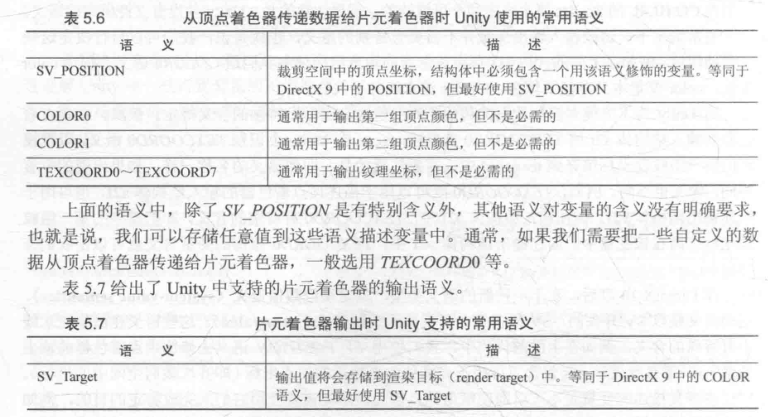 表 5.6 从顶点着色器传递数据给片元着色器时 Unity 使用的常用语义
语 义 描 述
SV_POSITION 裁剪空间中的顶点坐标，结构体中必须包含一个用该语义修饰的变量。等同于
DirectX 9 中的 POSITION，但最好使用 SV_POSITION
COLOR0 通常用于输出第一组顶点颜色，但不是必需的
COLOR1 通常用于输出第二组顶点颜色，但不是必需的
TEXCOORD0～TEXCOORD7 通常用于输出纹理坐标，但不是必需的
上面的语义中，除了 SV_POSITION 是有特别含义外，其他语义对变量的含义没有明确要求，
也就是说，我们可以存储任意值到这些语义描述变量中。通常，如果我们需要把一些自定义的数
据从顶点着色器传递给片元着色器，一般选用 TEXCOORD0 等。
表 5.7 给出了 Unity 中支持的片元着色器的输出语义。
表 5.7 片元着色器输出时 Unity 支持的常用语义
语 义 描 述
SV_Target 输出值将会存储到渲染目标（render target）中。等同于 DirectX 9 中的 COLOR
语义，但最好使用 SV_Target